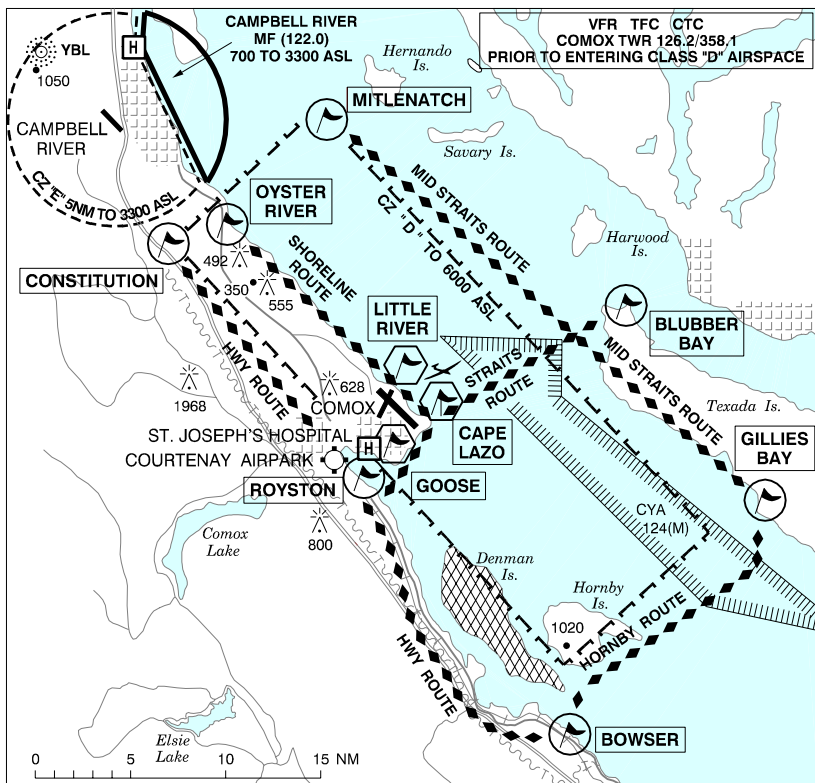 CAMPBELL RIVER
MF (122.0)
700 TO 3300 ASL
VFR TFC CTC
COMOX TWR 126.2/358.1
PRIOR TO ENTERING CLASS "D" AIRSPACE
H
YBL
1050
Hernando
Is.
MITLENATCH
CAMPBELL
RIVER
Savary Is.
CZ "E" 5NM TO 3300 ASL
MID STRAITS ROUTE
CZ "D" TO 6000 ASL
OYSTER
RIVER
Harwood
Is.
CONSTITUTION
492
350
555
SHORELINE
ROUTE
LITTLE
RIVER
BLUBBER
BAY
HWY ROUTE
STRAITS
ROUTE
MID STRAITS ROUTE
1968
628
COMOX
Texada Is.
ST. JOSEPH'S HOSPITAL
H
CAPE
LAZO
GILLIES
BAY
COURTENAY AIRPARK
ROYSTON
GOOSE
CYA
124(M)
Comox
Lake
800
Denman
Is.
Hornby
Is.
1020
HORNBY ROUTE
HWY ROUTE
Elsie
Lake
BOWSER
0 5 10 15 NM